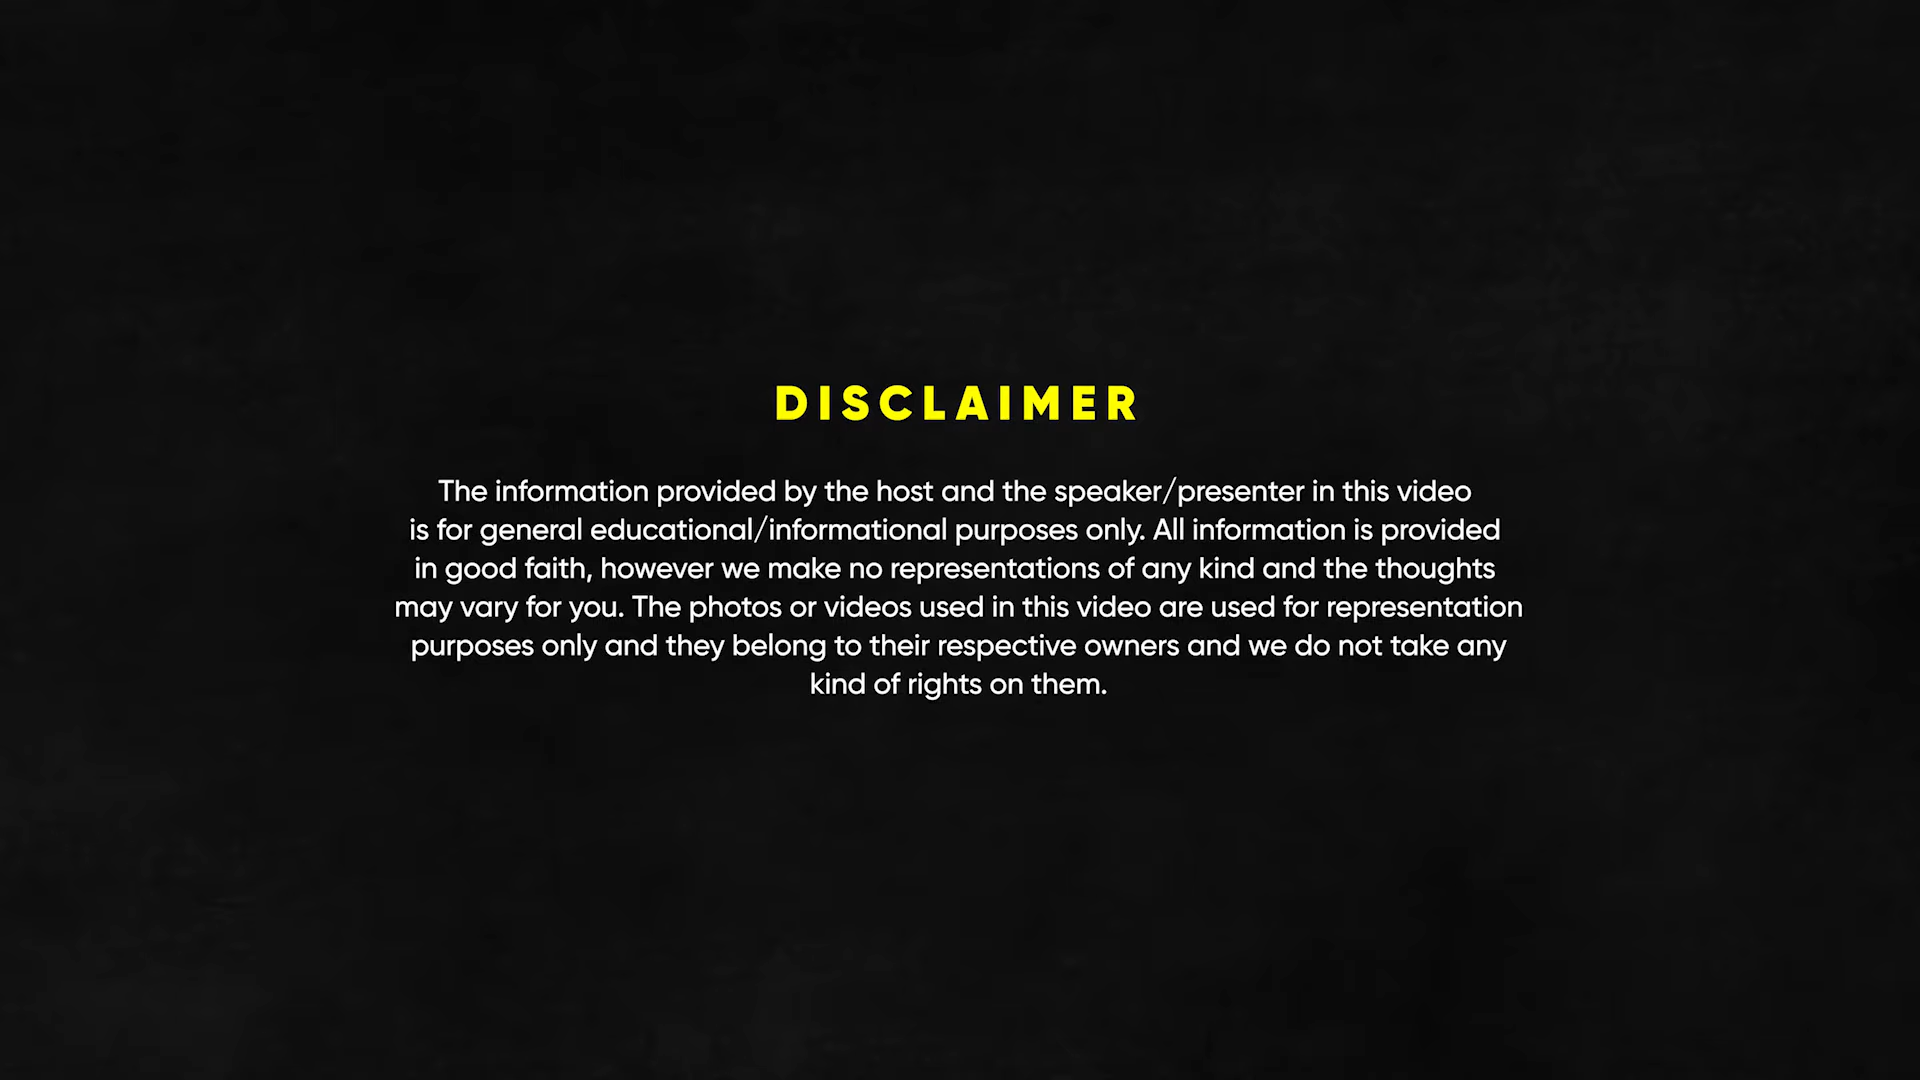 DISCLAIMER
The information provided by the host and the speaker/presenter in this video
is for general educational/informational purposes only. All information is provided
in good faith, however we make no representations of any kind and the thoughts
may vary for you. The photos or videos used in this video are used for representation
purposes only and they belong to their respective owners and we do not take any
kind of rights on them.